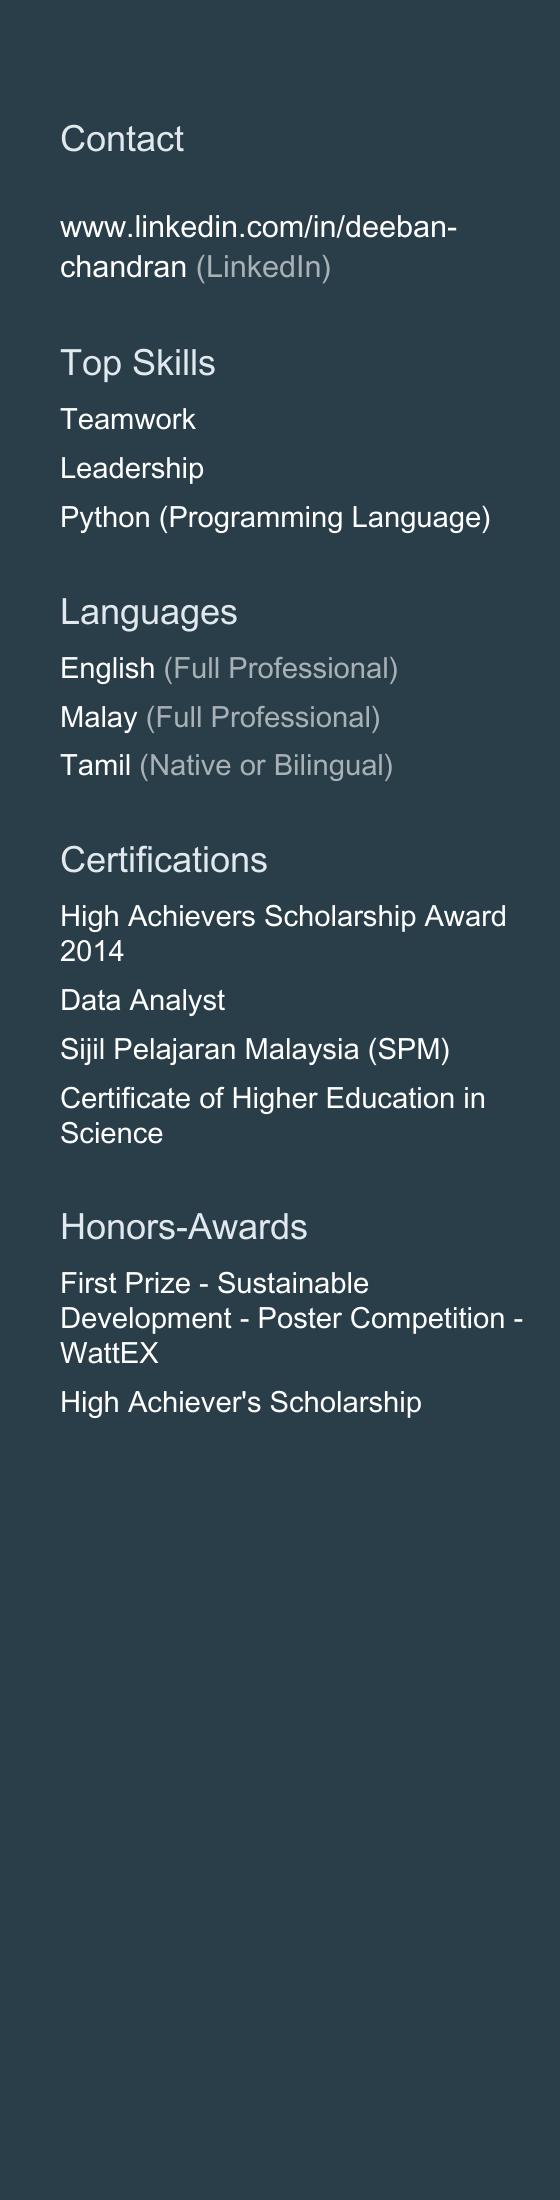 Contact
www.linkedin.com/in/deeban-
chandran (LinkedIn)
Top Skills
Teamwork
Leadership
Python (Programming Language)
Languages
English (Full Professional)
Malay (Full Professional)
Tamil (Native or Bilingual)
Certifications
High Achievers Scholarship Award
2014
Data Analyst
Sijil Pelajaran Malaysia (SPM)
Certificate of Higher Education in
Science
Honors-Awards
First Prize - Sustainable
Development - Poster Competition -
WattEX
High Achiever's Scholarship